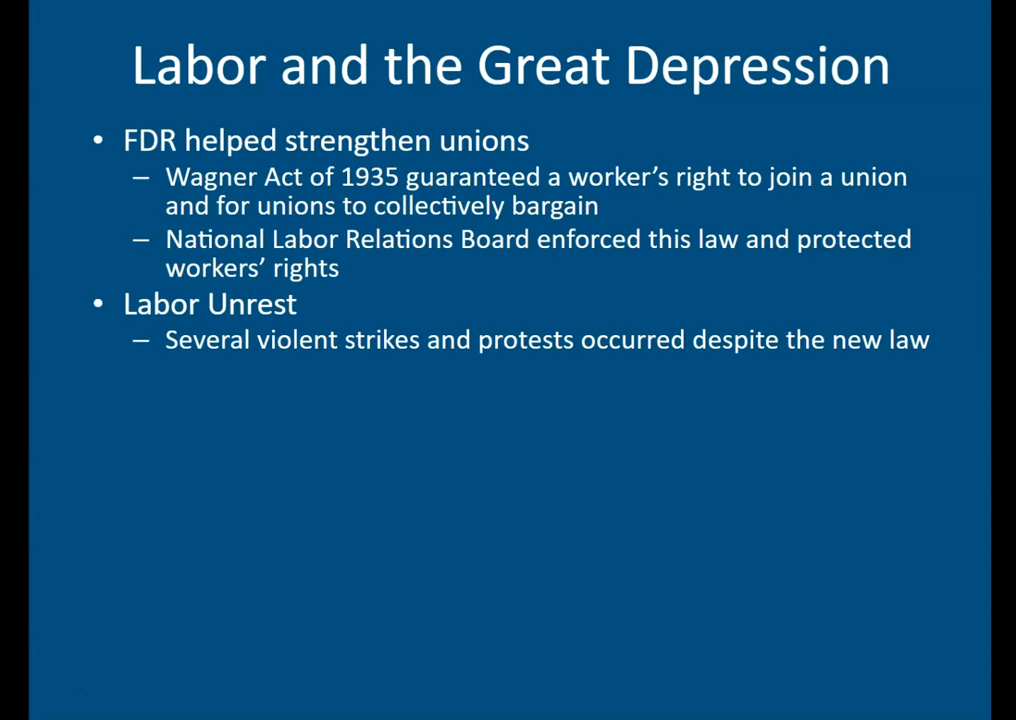 Labor and the Great Depression
• FDR helped strengthen unions
– Wagner Act of 1935 guaranteed a worker’s right to join a union
and for unions to collectively bargain
– National Labor Relations Board enforced this law and protected
workers’ rights
• Labor Unrest
– Several violent strikes and protests occurred despite the new law